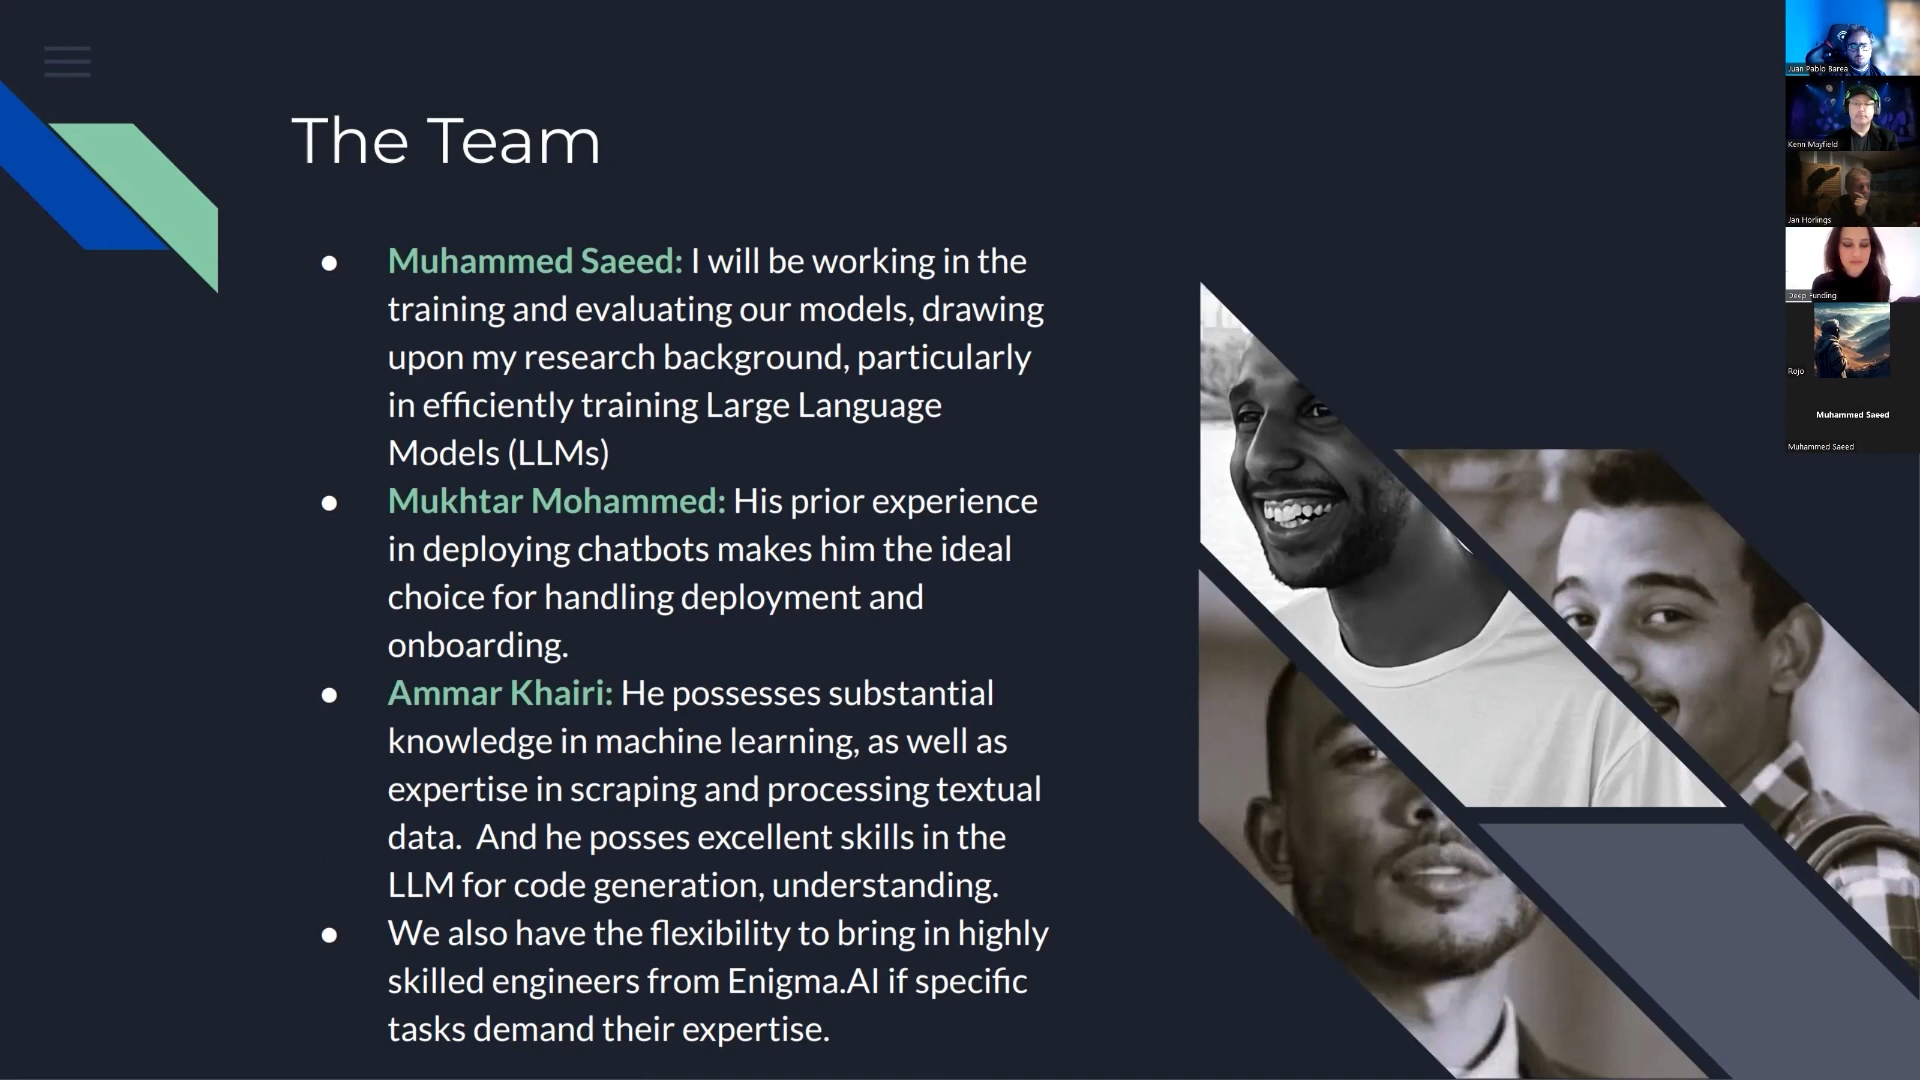 The Team
● Muhammed Saeed: I will be working in the
training and evaluating our models, drawing
upon my research background, particularly
in efficiently training Large Language
Models (LLMs)
● Mukhtar Mohammed: His prior experience
in deploying chatbots makes him the ideal
choice for handling deployment and
onboarding.
● Ammar Khairi: He possesses substantial
knowledge in machine learning, as well as
expertise in scraping and processing textual
data.  And he posses excellent skills in the
LLM for code generation, understanding.
● We also have the flexibility to bring in highly
skilled engineers from Enigma.AI if specific
tasks demand their expertise.
Juan Pablo Barea
Kenn Mayfield
Jan Horlings
Deep Funding
Rojo
Muhammed Saeed
Muhammed Saeed